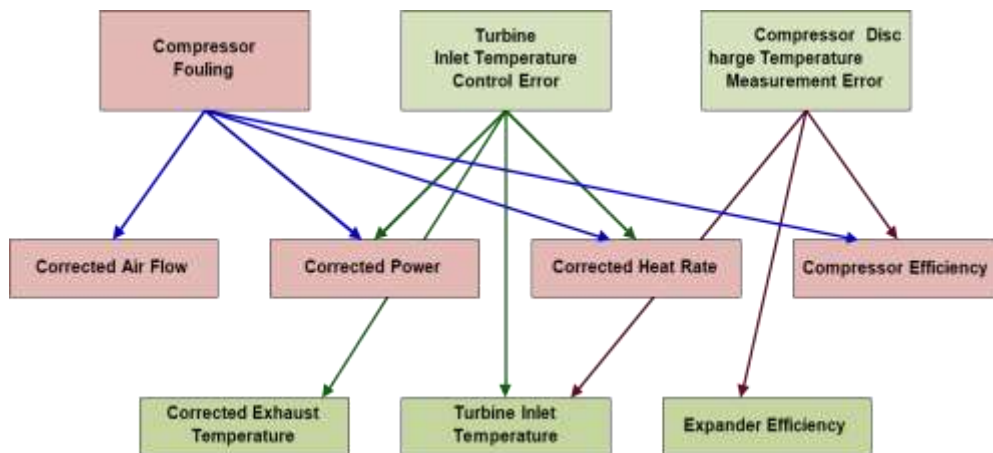 Compressor
Fouling
Turbine
Inlet Temperature
Control Error
Compressor Disc
harge Temperature
Measurement Error
Corrected Air Flow
Corrected Power
Corrected Heat Rate
Compressor Efficiency
Corrected Exhaust
Temperature
Turbine Inlet
Temperature
Expander Efficiency